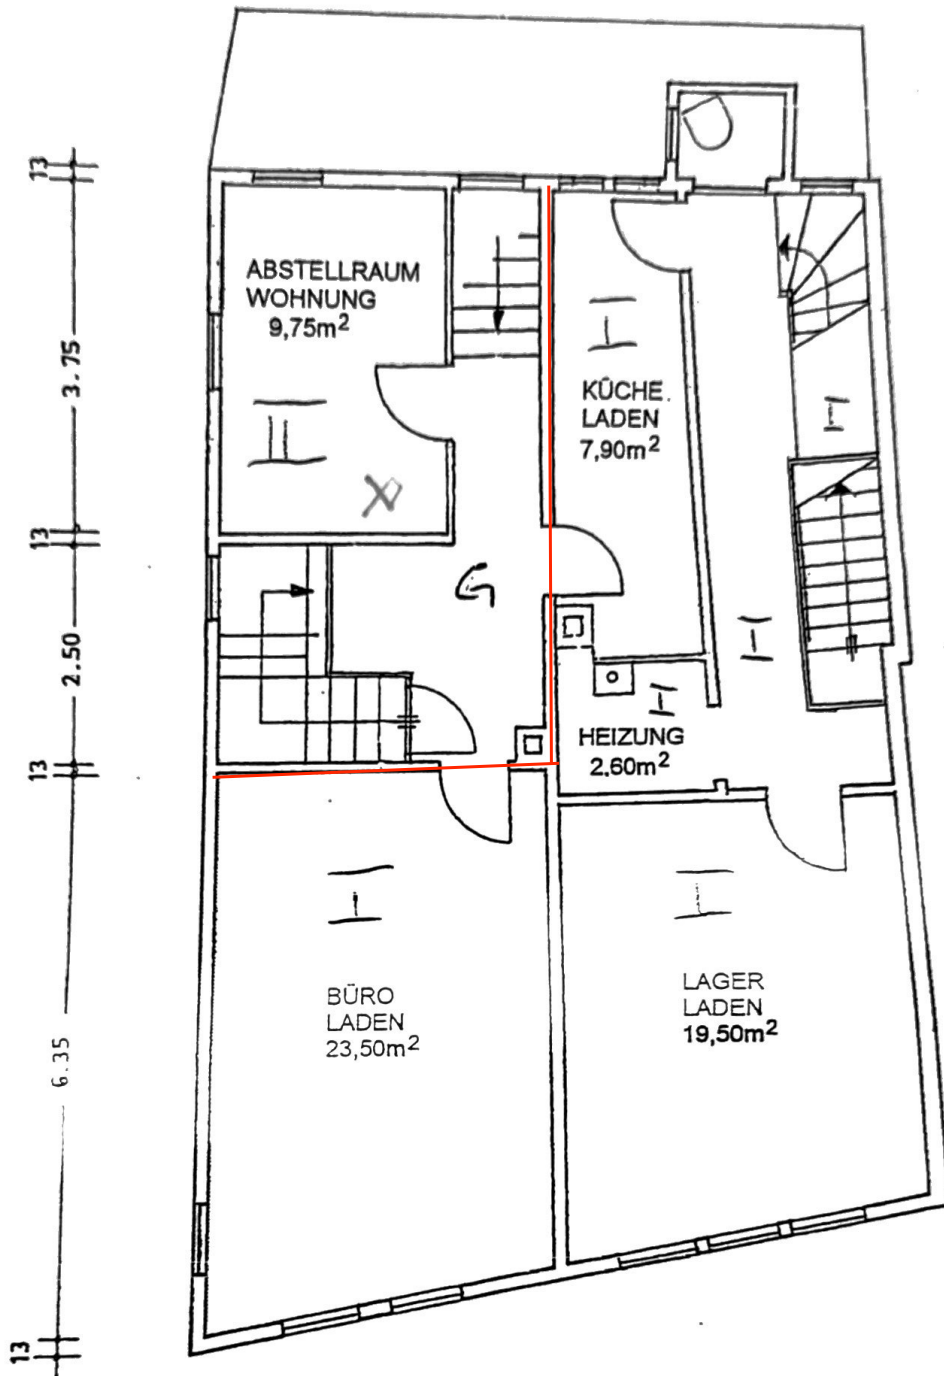 13
3.75
13
2.50
13
6.35
13
ABSTELLRAUM
WOHNUNG
9,75m²
II
G
KÜCHE
LADEN
7,90m²
I
I
I
I
HEIZUNG
2.60m²
I
BÜRO
LADEN
23,50m²
I
LAGER
LADEN
19,50m²